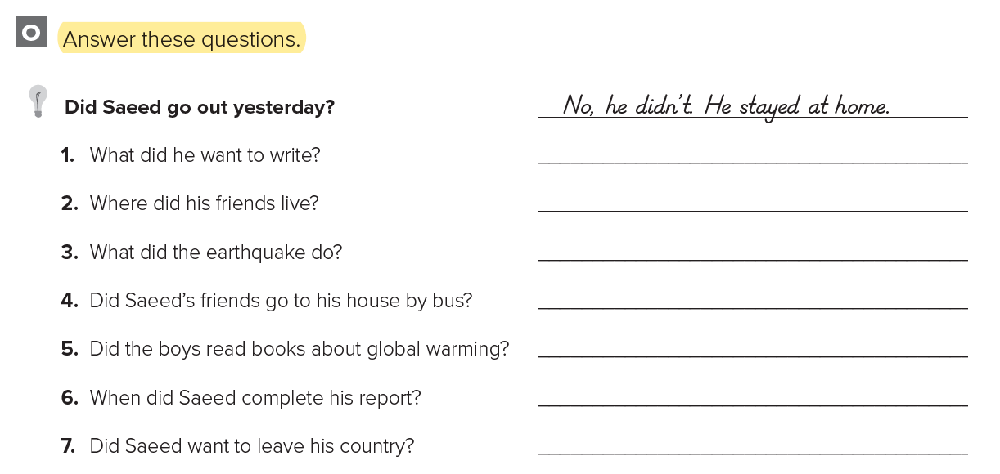 O Answer these questions.
Did Saeed go out yesterday? No, he didn't. He stayed at home.
1. What did he want to write?
2. Where did his friends live?
3. What did the earthquake do?
4. Did Saeed's friends go to his house by bus?
5. Did the boys read books about global warming?
6. When did Saeed complete his report?
7. Did Saeed want to leave his country?